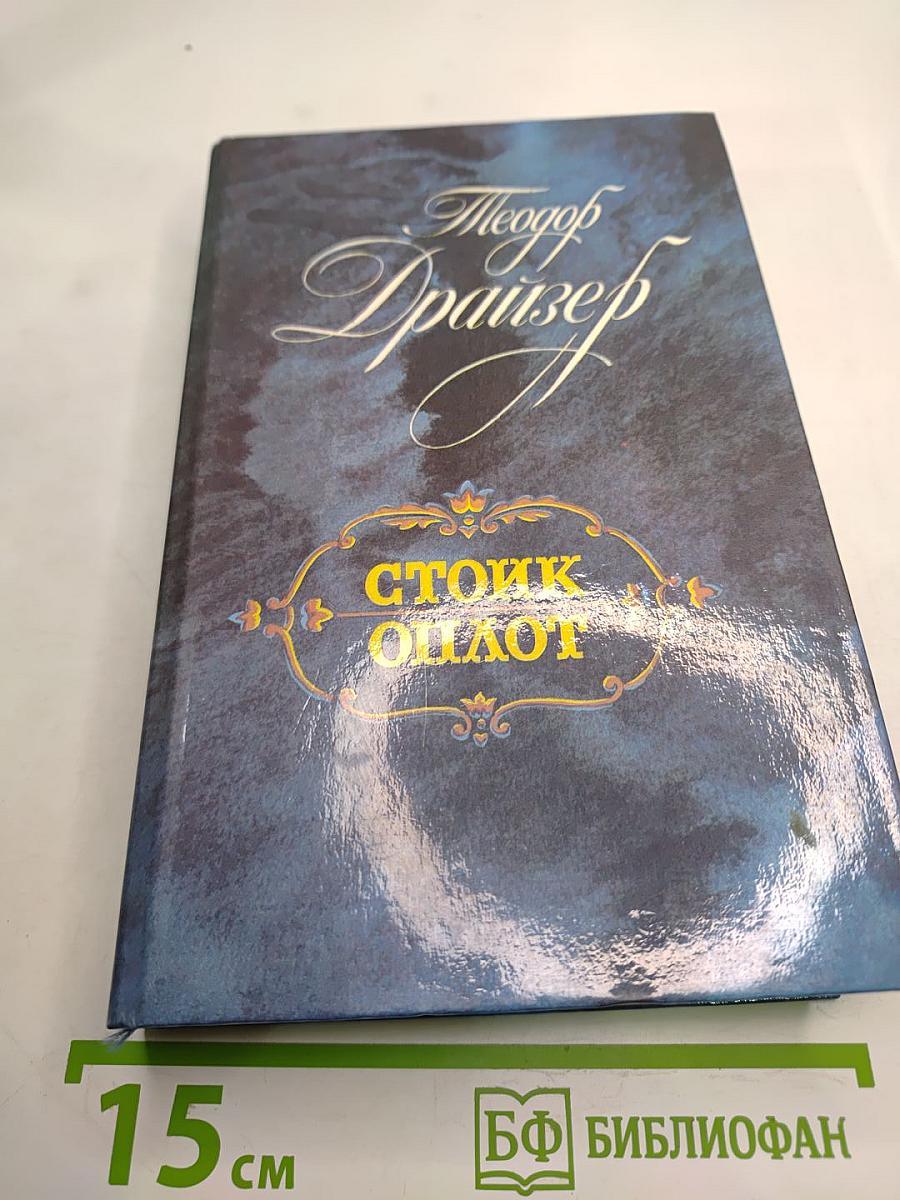 Теодор
Драйзер
СТОИК
ОПЛОТ
15 см
БФ БИБЛИОФАН